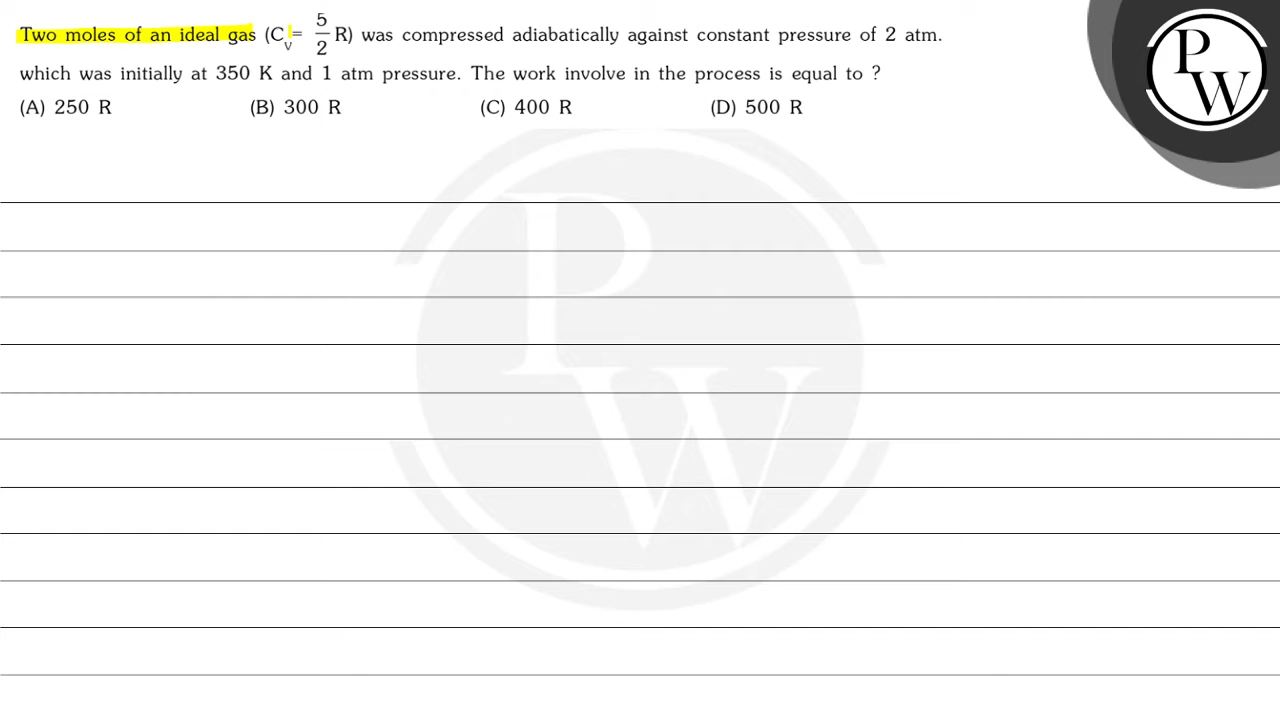 Two moles of an ideal gas (C_V = 5/2 R) was compressed adiabatically against constant pressure of 2 atm.
which was initially at 350 K and 1 atm pressure. The work involve in the process is equal to ?
(A) 250 R (B) 300 R (C) 400 R (D) 500 R
PW
PW